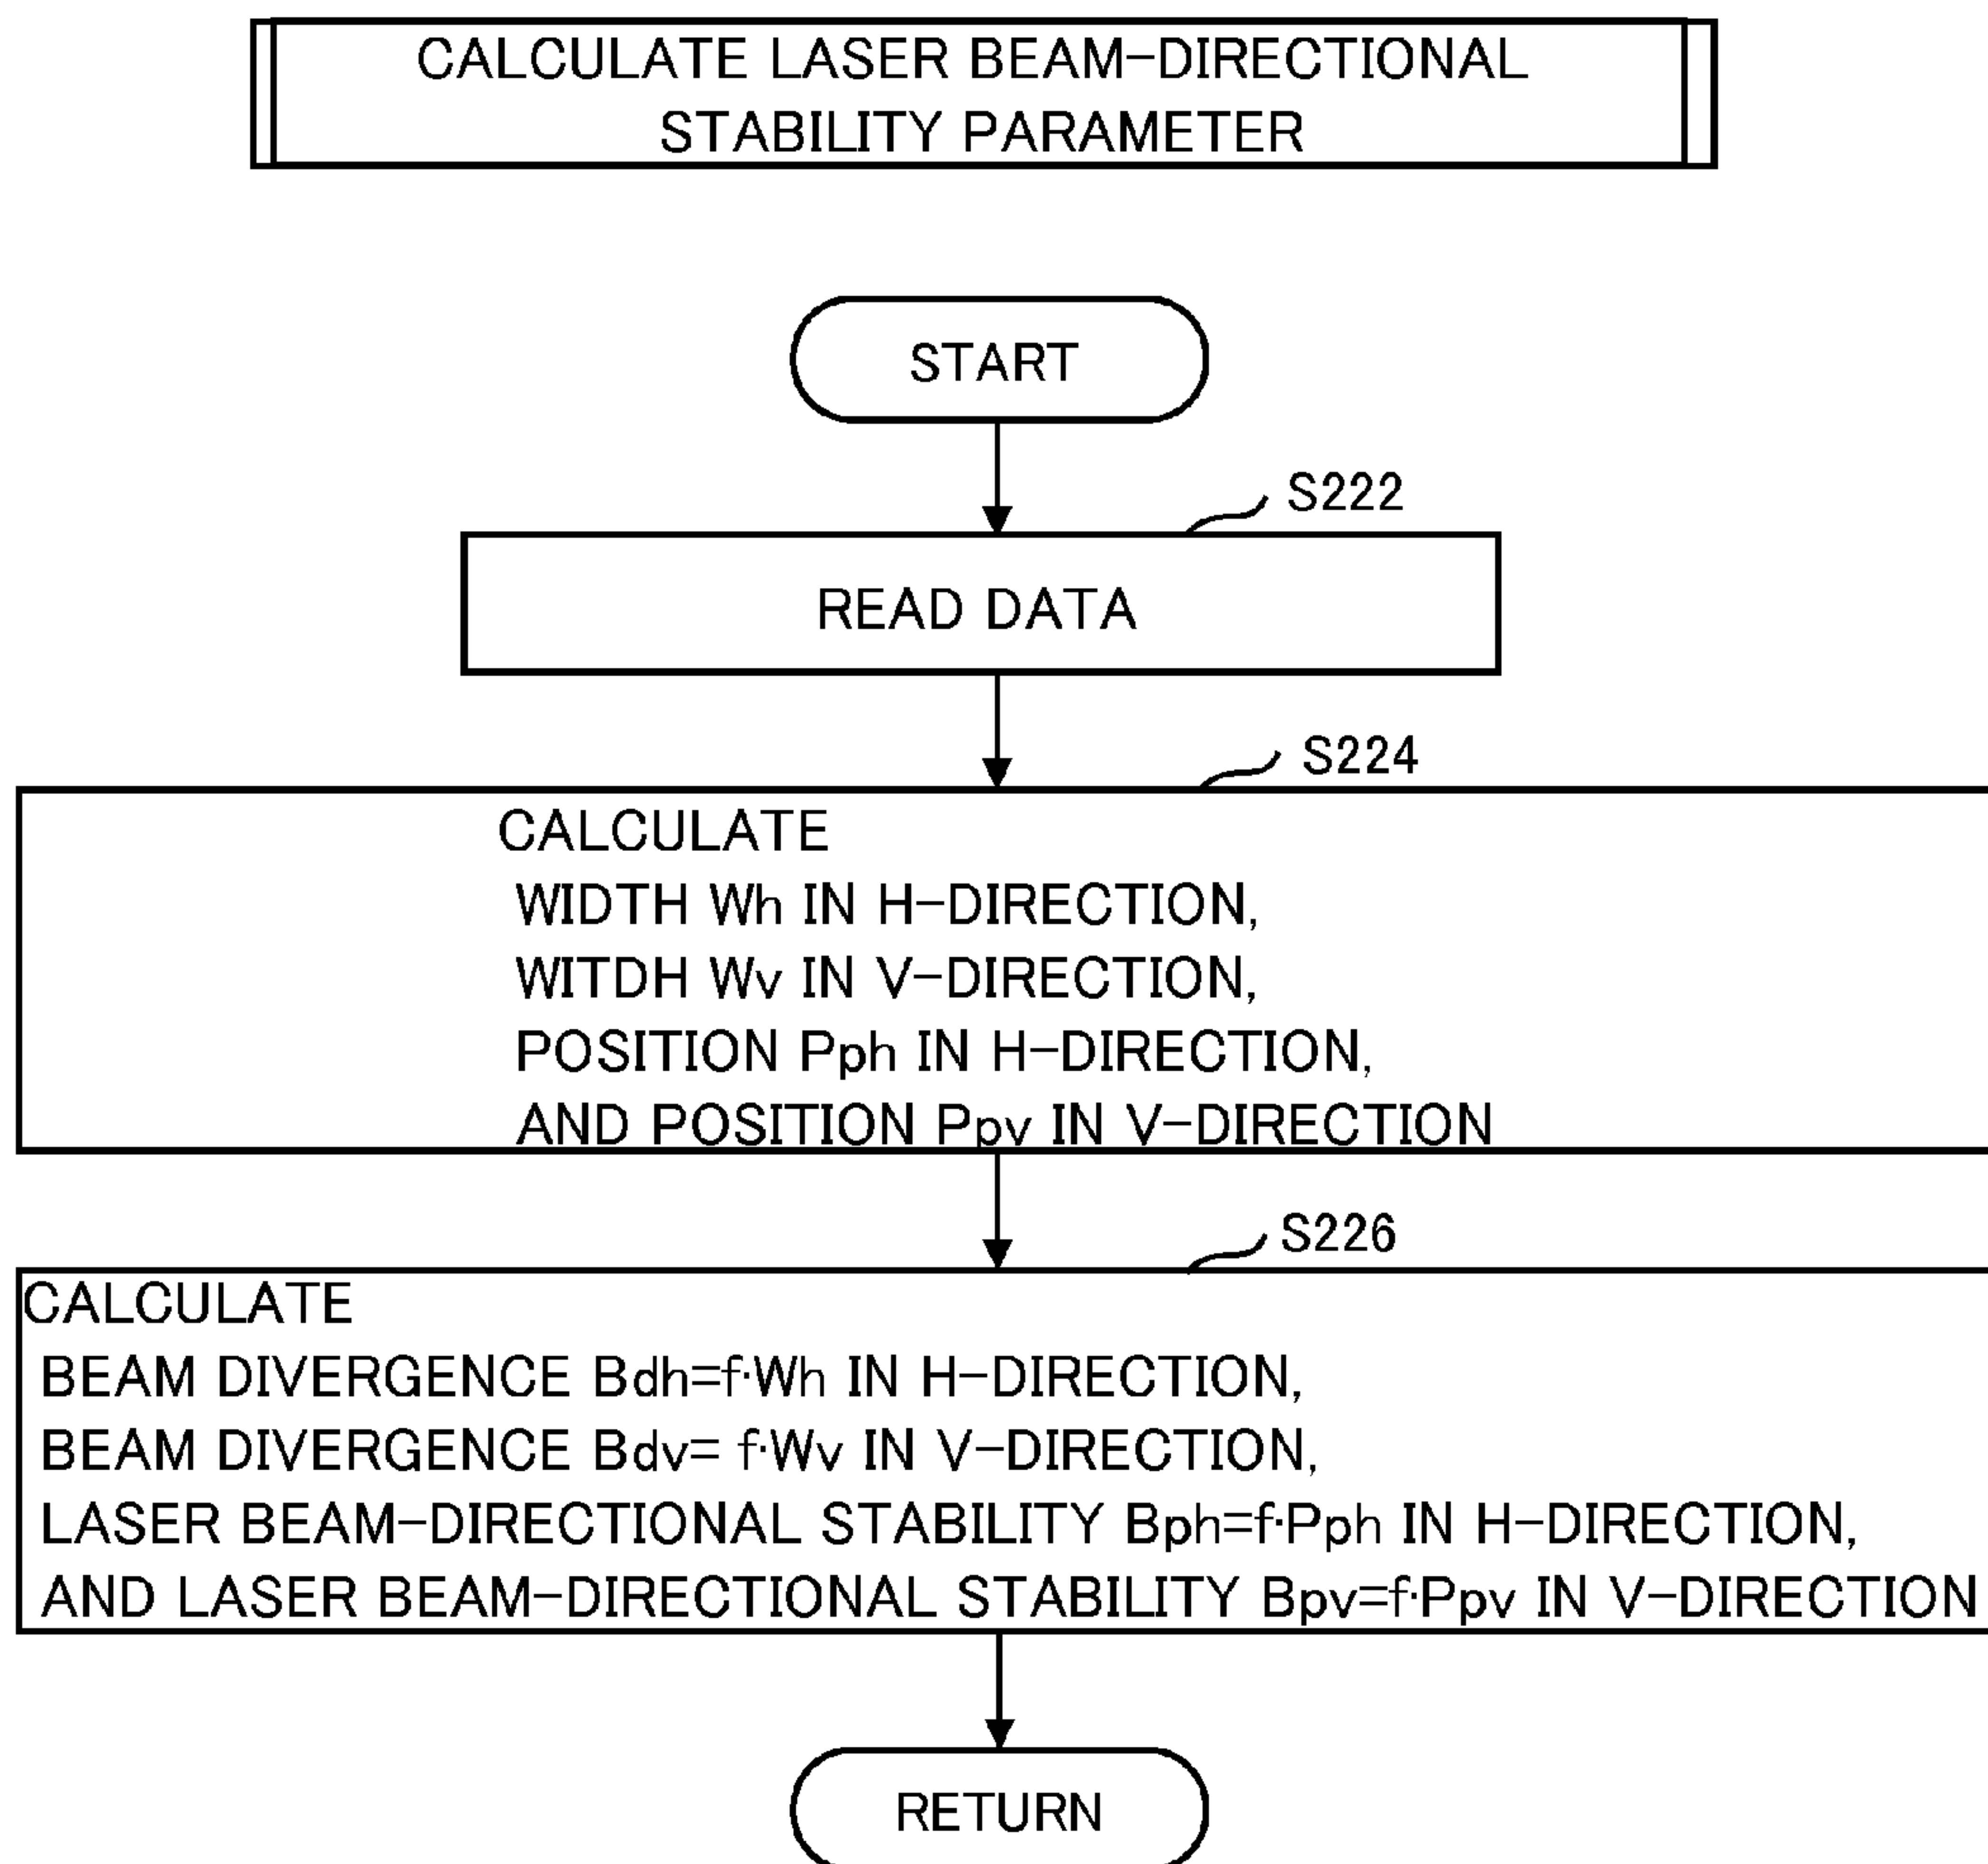 CALCULATE LASER BEAM-DIRECTIONAL
STABILITY PARAMETER
START
S222
READ DATA
S224
CALCULATE
WIDTH Wh IN H-DIRECTION,
WITDH Wv IN V-DIRECTION,
POSITION Pph IN H-DIRECTION,
AND POSITION Ppv IN V-DIRECTION
S226
CALCULATE
BEAM DIVERGENCE Bdh=f·Wh IN H-DIRECTION,
BEAM DIVERGENCE Bdv= f·Wv IN V-DIRECTION,
LASER BEAM-DIRECTIONAL STABILITY Bph=f·Pph IN H-DIRECTION,
AND LASER BEAM-DIRECTIONAL STABILITY Bpv=f·Ppv IN V-DIRECTION
RETURN